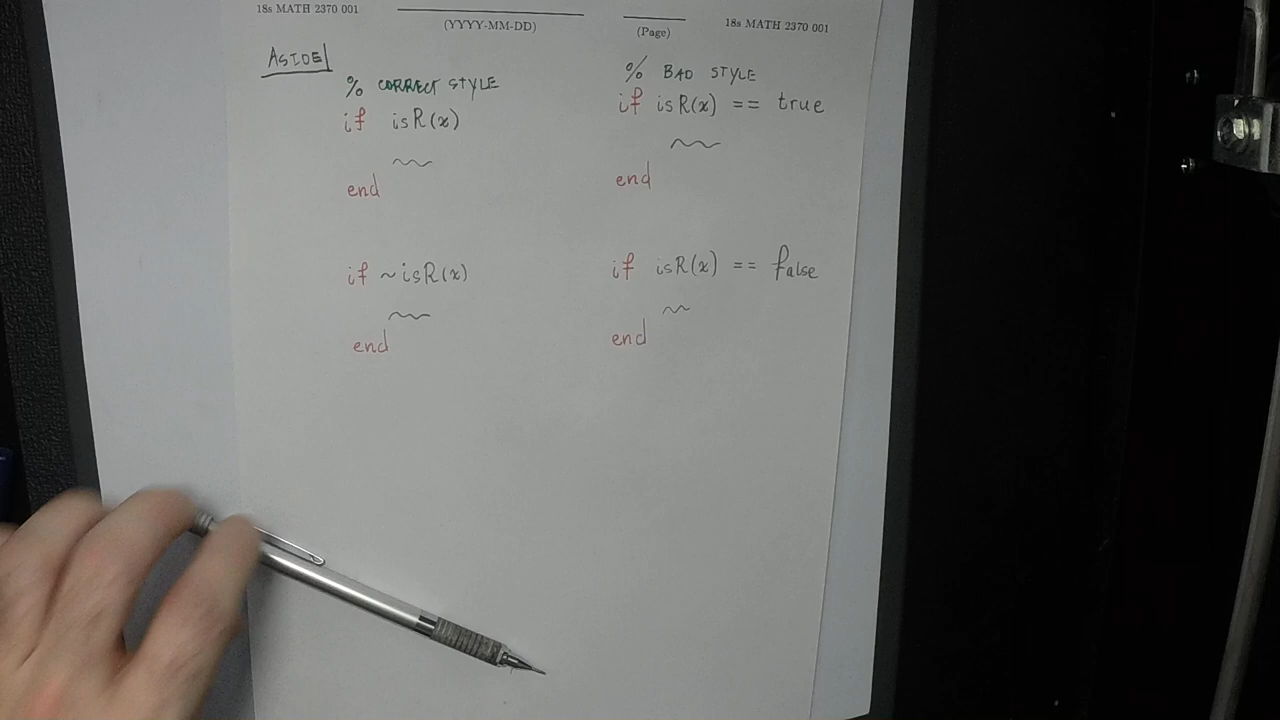 18s MATH 2370 001
(YYYY-MM-DD)
(Page)
18s MATH 2370 001
ASIDE
% CORRECT STYLE
if isR(x)
end
if ~isR(x)
end
% BAD STYLE
if isR(x) == true
end
if isR(x) == false
end